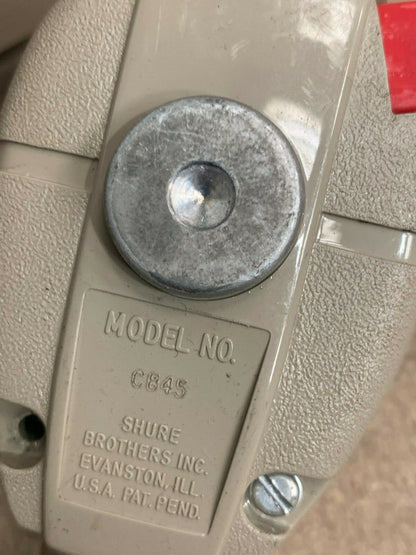 MODEL NO.
CB45
SHURE
BROTHERS INC.
EVANSTON, ILL.
U.S.A. PAT. PEND.